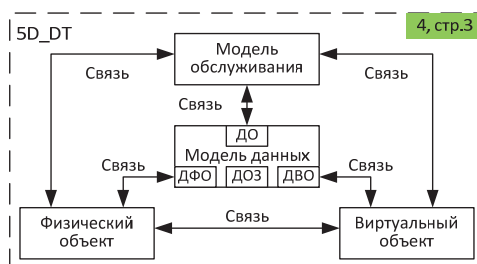 5D_DT
4, стр.3
Модель
обслуживания
Связь
Связь
Связь
ДО
Модель данных
ДФО ДОЗ ДВО
Связь
Связь
Физический
объект
Связь
Виртуальный
объект